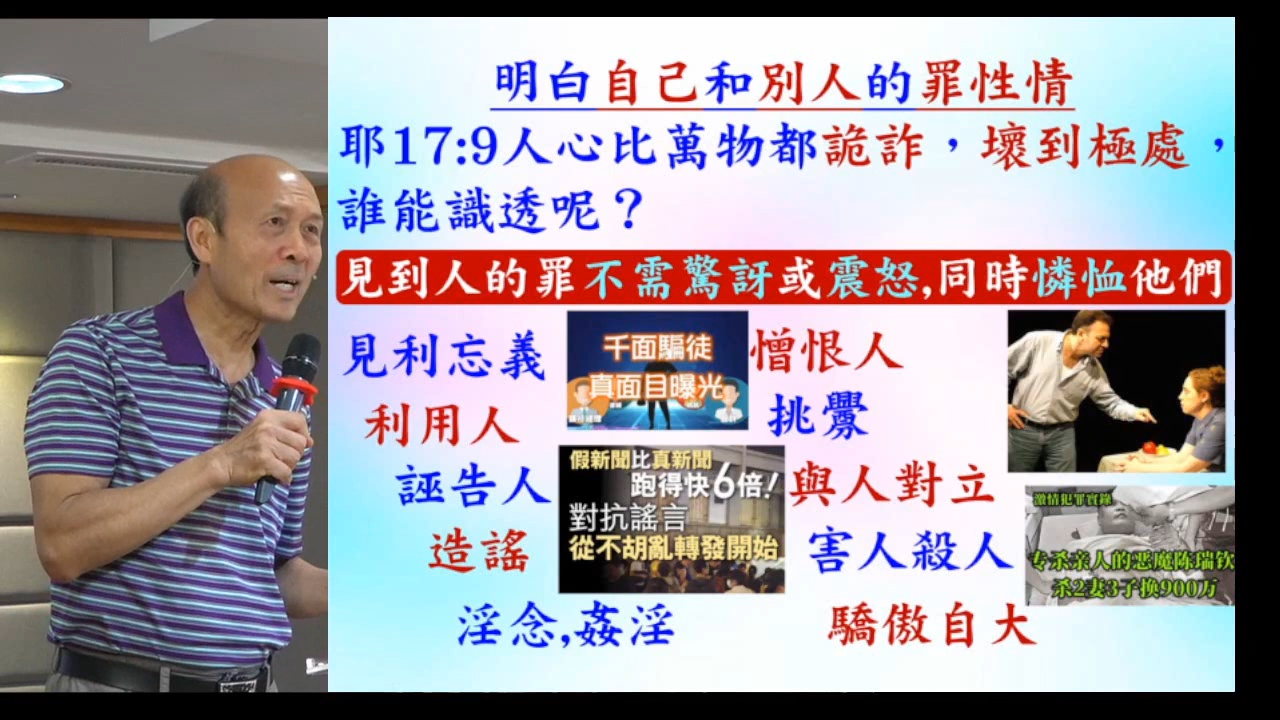 明白自己和別人的罪性情
耶17:9人心比萬物都詭詐，壞到極處，
誰能識透呢？
見到人的罪不需驚訝或震怒,同時憐恤他們
見利忘義
利用人
誣告人
造謠
淫念,姦淫
千面騙徒
真面目曝光
假新聞比真新聞
跑得快6倍!
對抗謠言
從不胡亂轉發開始
憎恨人
挑釁
與人對立
害人殺人
驕傲自大
激情犯罪實錄
专杀亲人的恶魔陈瑞钦
杀2妻3子换900万